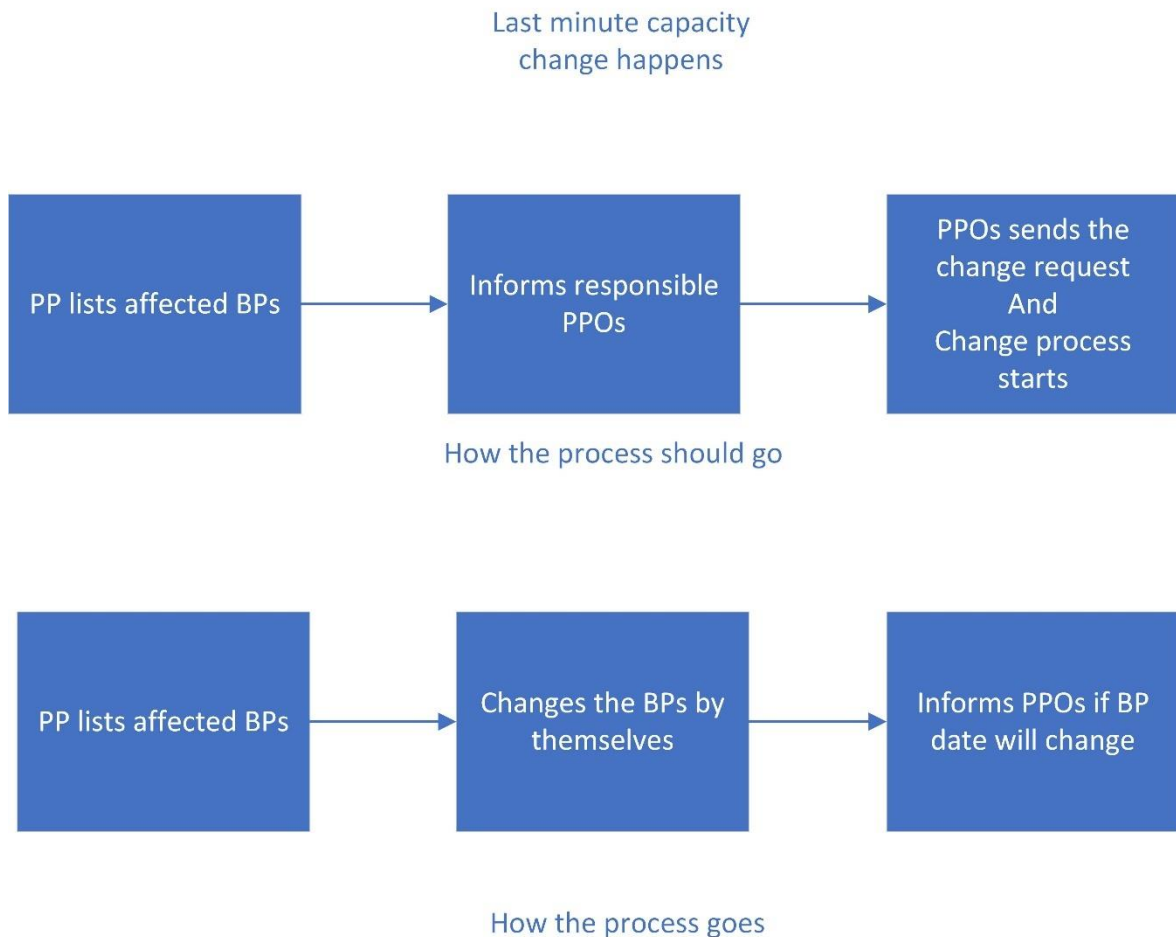 Last minute capacity
change happens
PP lists affected BPs
Informs responsible
PPOs
PPOs sends the
change request
And
Change process
starts
How the process should go
PP lists affected BPs
Changes the BPs by
themselves
Informs PPOs if BP
date will change
How the process goes